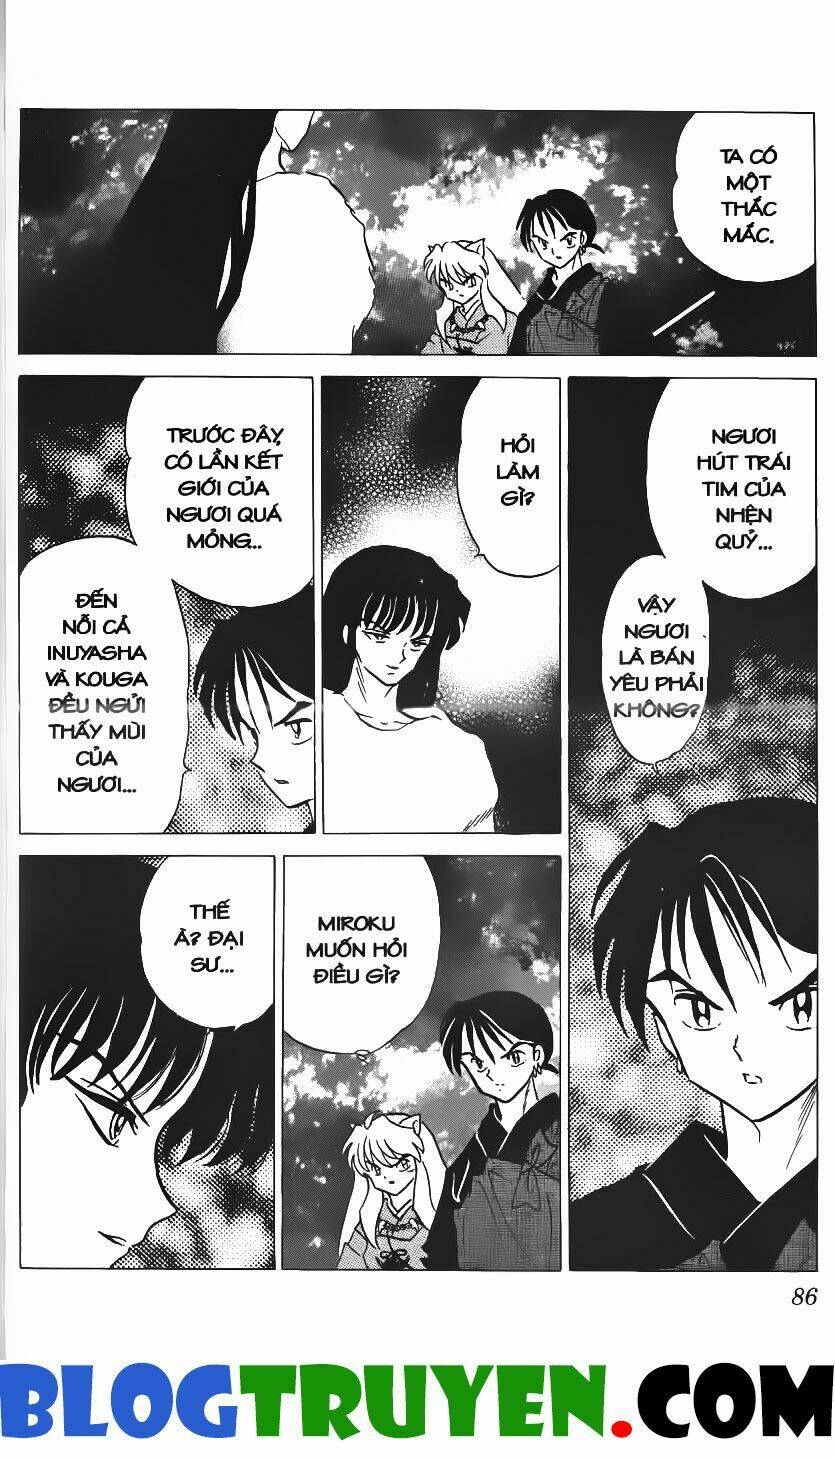 TA CÓ
MỘT
THẮC
MẮC.
NGƯƠI
HÚT TRÁI
TIM CỦA
NHỆN
QUỶ...
VẬY
NGƯƠI
LÀ BÁN
YÊU PHẢI
KHÔNG?
HỎI
LÀM
GÌ?
TRƯỚC ĐÂY,
CÓ LẦN KẾT
GIỚI CỦA
NGƯƠI QUÁ
MỎNG...
ĐẾN
NỖI CẢ
INUYASHA
VÀ KOUGA
ĐỀU NGỬI
THẤY MÙI
CỦA
NGƯƠI...
MIROKU
MUỐN HỎI
ĐIỀU GÌ?
THẾ
À? ĐẠI
SƯ...
86
BLOGTRUYEN.COM